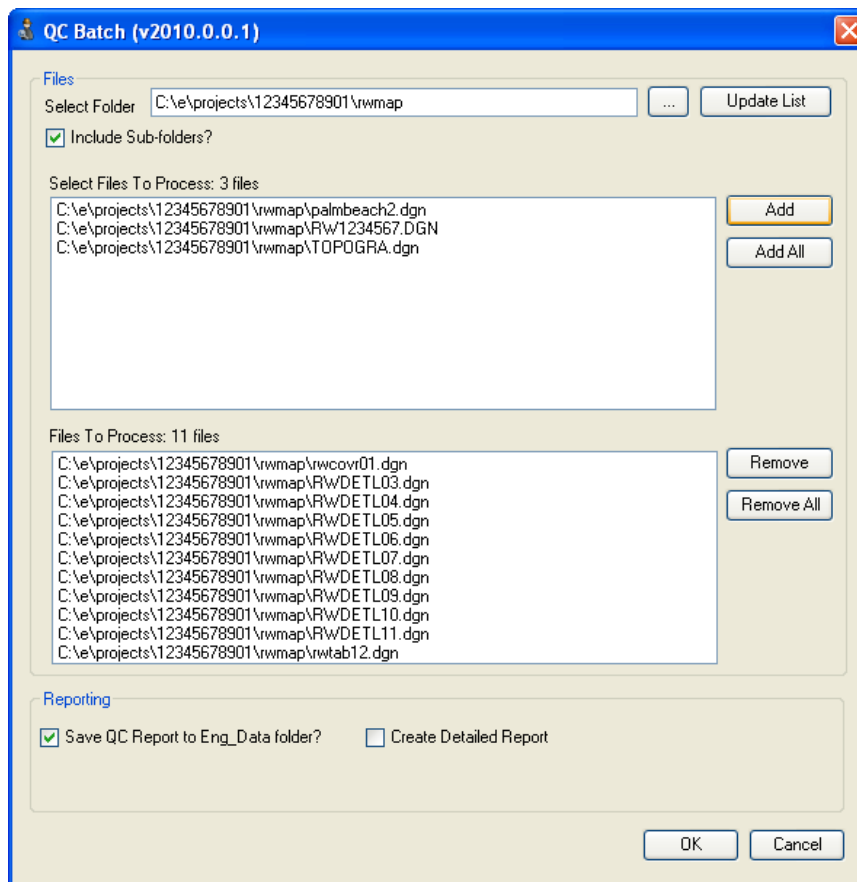 QC Batch (v2010.0.0.1)
Files
Select Folder C:\e\projects\12345678901\rwmap ... Update List
Include Sub-folders?
Select Files To Process: 3 files
C:\e\projects\12345678901\rwmap\palmbeach2.dgn
C:\e\projects\12345678901\rwmap\RW1234567.DGN
C:\e\projects\12345678901\rwmap\TOPOGRA.dgn
Add
Add All
Files To Process: 11 files
C:\e\projects\12345678901\rwmap\rwcovr01.dgn
C:\e\projects\12345678901\rwmap\RWDETL03.dgn
C:\e\projects\12345678901\rwmap\RWDETL04.dgn
C:\e\projects\12345678901\rwmap\RWDETL05.dgn
C:\e\projects\12345678901\rwmap\RWDETL06.dgn
C:\e\projects\12345678901\rwmap\RWDETL07.dgn
C:\e\projects\12345678901\rwmap\RWDETL08.dgn
C:\e\projects\12345678901\rwmap\RWDETL09.dgn
C:\e\projects\12345678901\rwmap\RWDETL10.dgn
C:\e\projects\12345678901\rwmap\RWDETL11.dgn
C:\e\projects\12345678901\rwmap\rwtab12.dgn
Remove
Remove All
Reporting
Save QC Report to Eng_Data folder? Create Detailed Report
OK Cancel